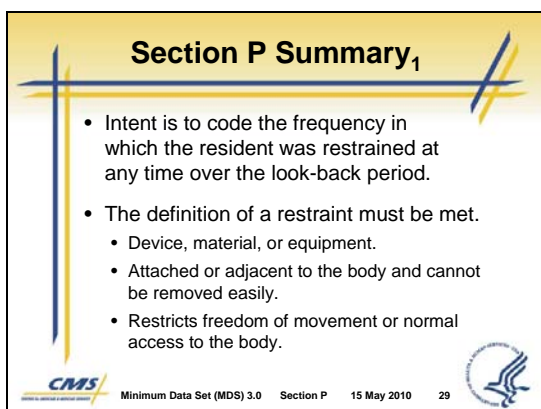 Section P Summary1
• Intent is to code the frequency in
which the resident was restrained at
any time over the look-back period.
• The definition of a restraint must be met.
• Device, material, or equipment.
• Attached or adjacent to the body and cannot
be removed easily.
• Restricts freedom of movement or normal
access to the body.
CMS
Minimum Data Set (MDS) 3.0 Section P 15 May 2010 29